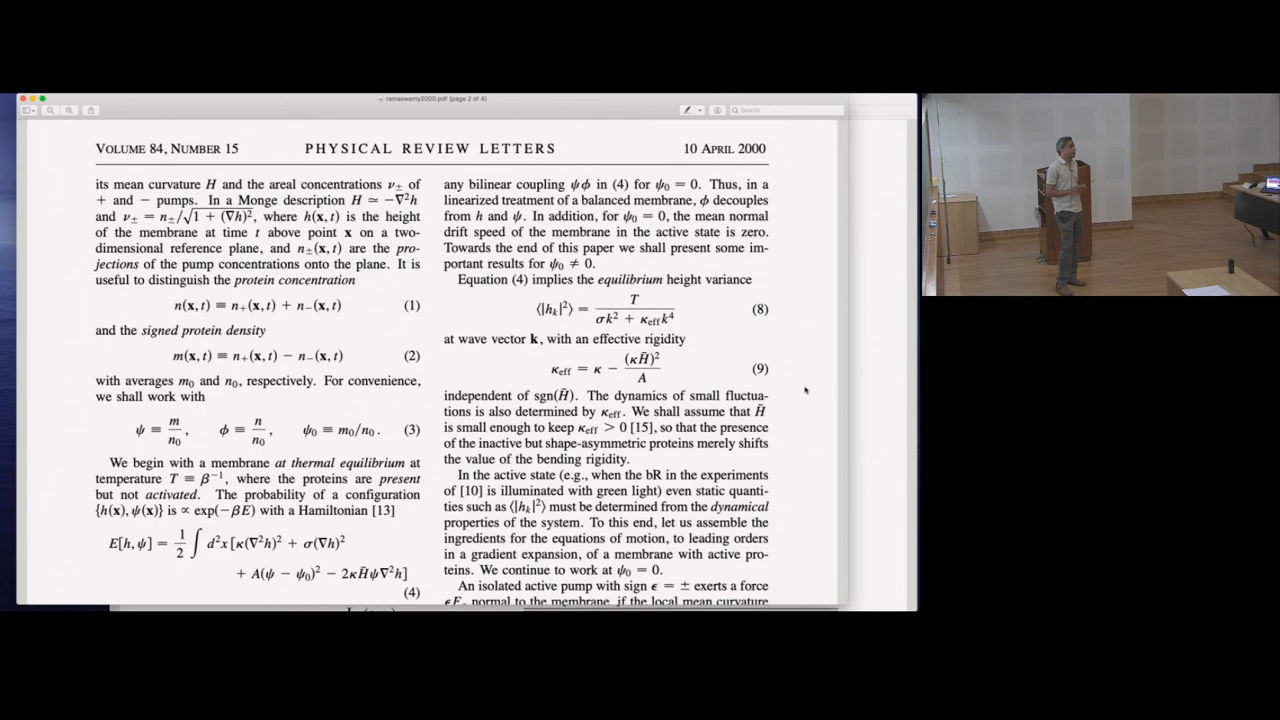 ramaswamy2000.pdf (page 2 of 4)
Search
VOLUME 84, NUMBER 15 PHYSICAL REVIEW LETTERS 10 APRIL 2000
its mean curvature H and the areal concentrations ν± of
+ and − pumps. In a Monge description H ≃ −∇²h
and ν± = n±/√1 + (∇h)², where h(x, t) is the height
of the membrane at time t above point x on a two-
dimensional reference plane, and n±(x, t) are the pro-
jections of the pump concentrations onto the plane. It is
useful to distinguish the protein concentration
n(x, t) ≡ n₊(x, t) + n₋(x, t) (1)
and the signed protein density
m(x, t) ≡ n₊(x, t) − n₋(x, t) (2)
with averages m₀ and n₀, respectively. For convenience,
we shall work with
ψ ≡ m/n₀, ϕ ≡ n/n₀, ψ₀ ≡ m₀/n₀. (3)
We begin with a membrane at thermal equilibrium at
temperature T ≡ β⁻¹, where the proteins are present
but not activated. The probability of a configuration
{h(x), ψ(x)} is ∝ exp(−βE) with a Hamiltonian [13]
E[h, ψ] = 1/2 ∫ d²x[κ(∇²h)² + σ(∇h)²
+ A(ψ − ψ₀)² − 2κH̄ψ∇²h]
(4)
any bilinear coupling ψϕ in (4) for ψ₀ = 0. Thus, in a
linearized treatment of a balanced membrane, ϕ decouples
from h and ψ. In addition, for ψ₀ = 0, the mean normal
drift speed of the membrane in the active state is zero.
Towards the end of this paper we shall present some im-
portant results for ψ₀ ≠ 0.
Equation (4) implies the equilibrium height variance
⟨|hₖ|²⟩ = T/(σk² + κeff k⁴) (8)
at wave vector k, with an effective rigidity
κeff = κ − (κH̄)²/A (9)
independent of sgn(H̄). The dynamics of small fluctua-
tions is also determined by κeff. We shall assume that H̄
is small enough to keep κeff > 0 [15], so that the presence
of the inactive but shape-asymmetric proteins merely shifts
the value of the bending rigidity.
In the active state (e.g., when the bR in the experiments
of [10] is illuminated with green light) even static quanti-
ties such as ⟨|hₖ|²⟩ must be determined from the dynamical
properties of the system. To this end, let us assemble the
ingredients for the equations of motion, to leading orders
in a gradient expansion, of a membrane with active pro-
teins. We continue to work at ψ₀ = 0.
An isolated active pump with sign ϵ = ± exerts a force
normal to the membrane, if the local mean curvature